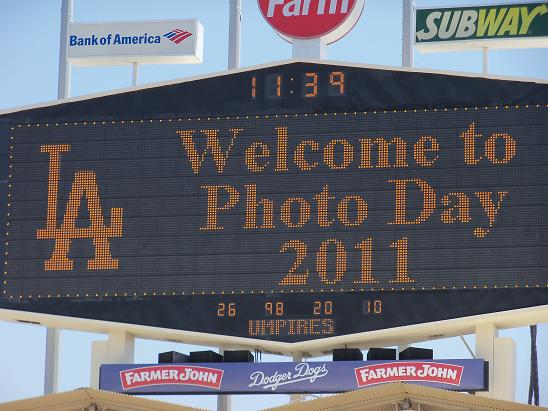 Bank of America
Farm
SUBWAY
11:39
LA
Welcome to
Photo Day
2011
26 98 20 10
UMPIRES
FARMER JOHN Dodger Dogs FARMER JOHN